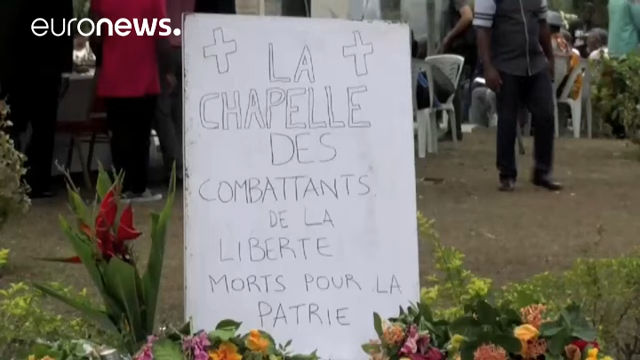 euronews.
LA
CHAPELLE
DES
COMBATTANTS
DE LA
LIBERTE
MORTS POUR LA
PATRIE